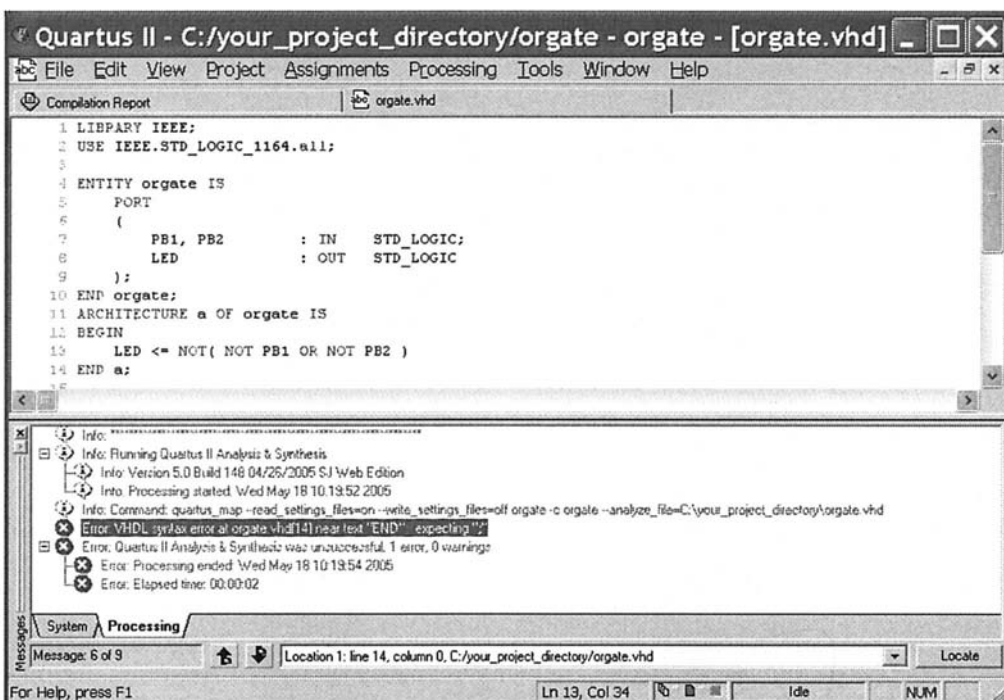 Quartus II - C:/your_project_directory/orgate - orgate - [orgate.vhd]
File Edit View Project Assignments Processing Tools Window Help
Compilation Report orgate.vhd
1 LIBRARY IEEE;
2 USE IEEE.STD_LOGIC_1164.all;
3
4 ENTITY orgate IS
5 PORT
6 (
7 PB1, PB2 : IN STD_LOGIC;
8 LED : OUT STD_LOGIC
9 );
10 END orgate;
11 ARCHITECTURE a OF orgate IS
12 BEGIN
13 LED <= NOT( NOT PB1 OR NOT PB2 )
14 END a;
15
Info:
Info: Running Quartus II Analysis & Synthesis
Info: Version 5.0 Build 148 04/26/2005 SJ Web Edition
Info: Processing started: Wed May 18 10:19:52 2005
Info: Command: quartus_map --read_settings_files=on --write_settings_files=off orgate -c orgate --analyze_file=C:\your_project_directory\orgate.vhd
Error: VHDL syntax error at orgate.vhd(14) near text "END" expecting ";"
Error: Quartus II Analysis & Synthesis was unsuccessful. 1 error, 0 warnings
Error: Processing ended: Wed May 18 10:19:54 2005
Error: Elapsed time: 00:00:02
System Processing
Messages
Message: 6 of 9 Location 1: line 14, column 0, C:/your_project_directory/orgate.vhd Locate
For Help, press F1 Ln 13, Col 34 Idle NUM